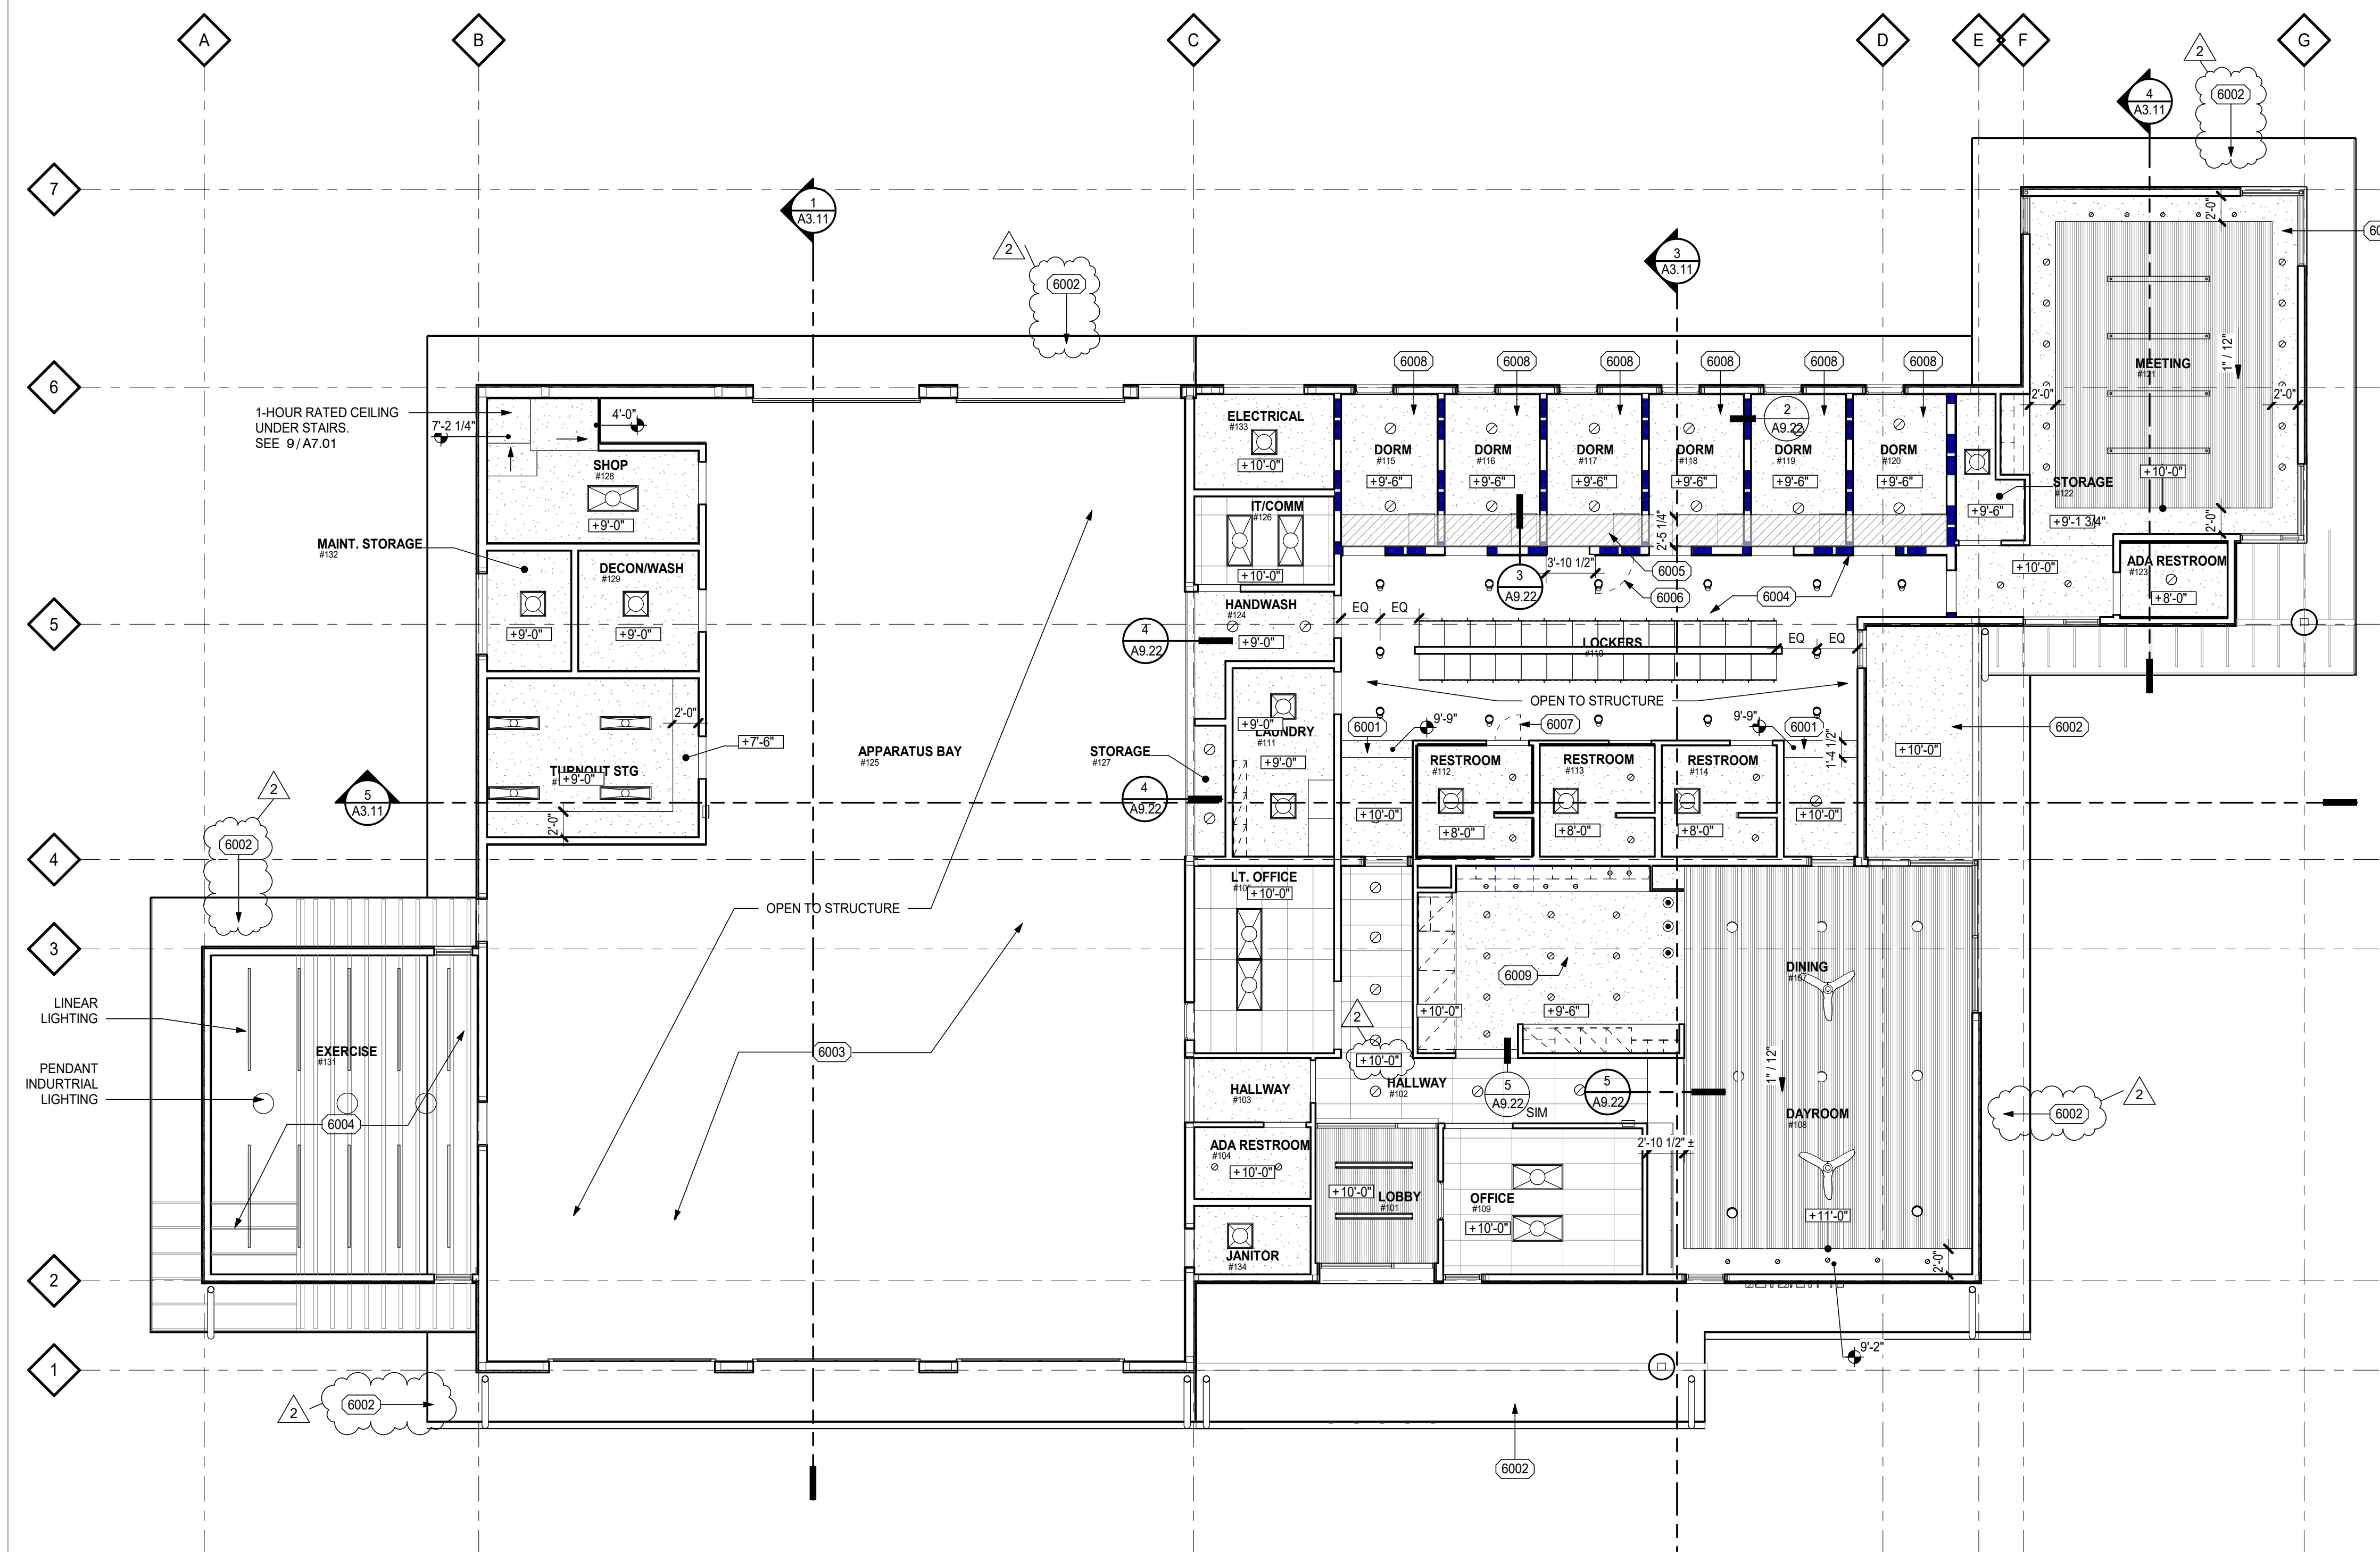 A
B
C
D
E
F
G
2
6002
4
A3.11
7
1
A3.11
2
6002
3
A3.11
2'-0"
6
6008
6008
6008
6008
6008
6008
1-HOUR RATED CEILING
UNDER STAIRS.
SEE 9/A7.01
7'-2 1/4"
4'-0"
SHOP
#128
+9'-0"
ELECTRICAL
#133
+10'-0"
2
A9.22
DORM
#115
+9'-6"
DORM
#116
+9'-6"
DORM
#117
+9'-6"
DORM
#118
+9'-6"
DORM
#119
+9'-6"
DORM
#120
+9'-6"
MEETING
#121
1" / 12"
2'-0"
2'-0"
+10'-0"
2'-0"
STORAGE
#122
+9'-6"
+9'-1 3/4"
IT/COMM
#126
+10'-0"
2'-5 1/4"
3'-10 1/2"
3
A9.22
6005
6006
6004
MAINT. STORAGE
#132
+9'-0"
DECON/WASH
#129
+9'-0"
+10'-0"
ADA RESTROOM
#123
+8'-0"
5
HANDWASH
#124
+9'-0"
4
A9.22
EQ
EQ
LOCKERS
EQ
EQ
OPEN TO STRUCTURE
2'-0"
+7'-6"
TURNOUT STG
+9'-0"
2'-0"
APPARATUS BAY
#125
STORAGE
#127
4
A9.22
+9'-0"
LAUNDRY
#111
+9'-0"
6001
9'-9"
6007
9'-9"
6001
1'-4 1/2"
6002
+10'-0"
RESTROOM
#112
+8'-0"
RESTROOM
#113
+8'-0"
RESTROOM
#114
+8'-0"
+10'-0"
+10'-0"
5
A3.11
2
6002
4
LT. OFFICE
+10'-0"
OPEN TO STRUCTURE
3
6009
+10'-0"
+9'-6"
DINING
#107
LINEAR
LIGHTING
EXERCISE
#131
6003
2
+10'-0"
PENDANT
INDURTRIAL
LIGHTING
6004
HALLWAY
#103
HALLWAY
#102
5
A9.22
SIM
5
A9.22
1" / 12"
DAYROOM
#108
6002
2
ADA RESTROOM
#104
+10'-0"
2'-10 1/2" ±
+10'-0"
LOBBY
#101
OFFICE
#109
+10'-0"
+11'-0"
2'-0"
JANITOR
#134
2
9'-2"
1
2
6002
6002